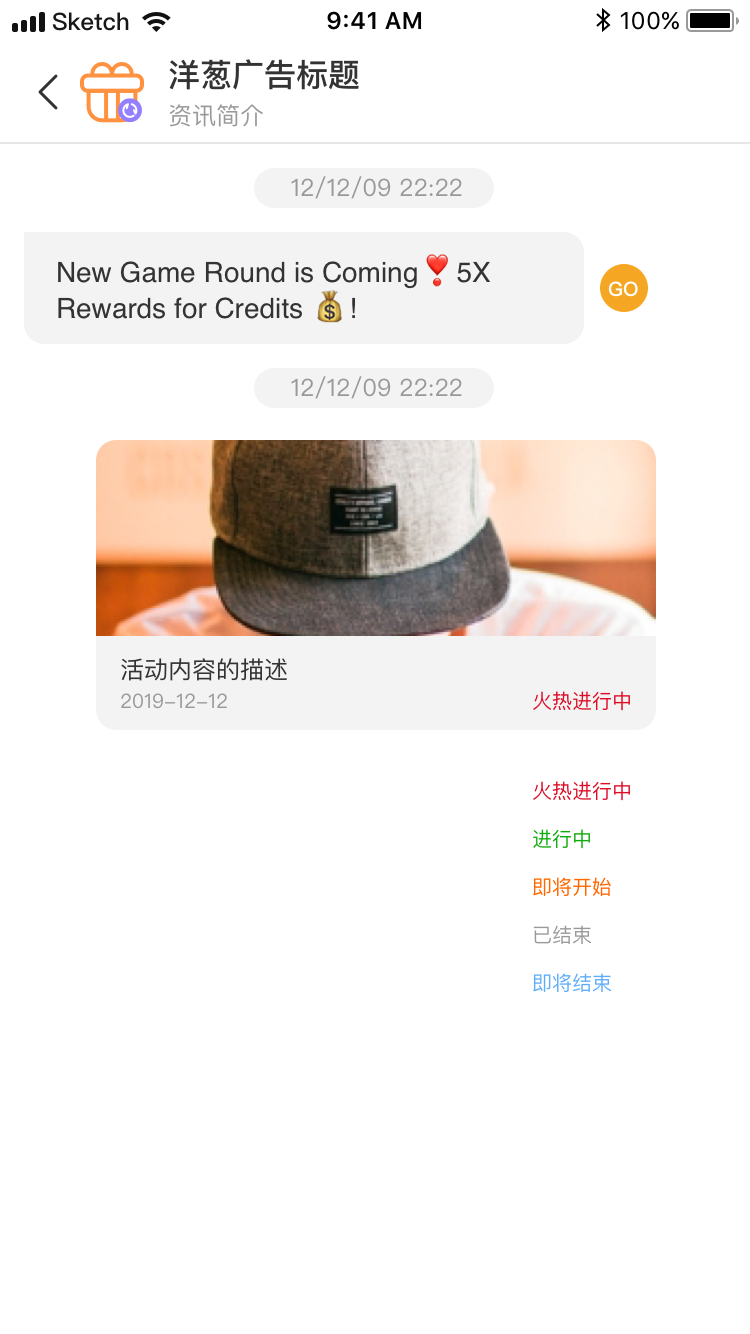 Sketch 9:41 AM 100%
洋葱广告标题
资讯简介
12/12/09 22:22
New Game Round is Coming❣️5X
Rewards for Credits 💰!
GO
12/12/09 22:22
活动内容的描述
2019-12-12
火热进行中
火热进行中
进行中
即将开始
已结束
即将结束